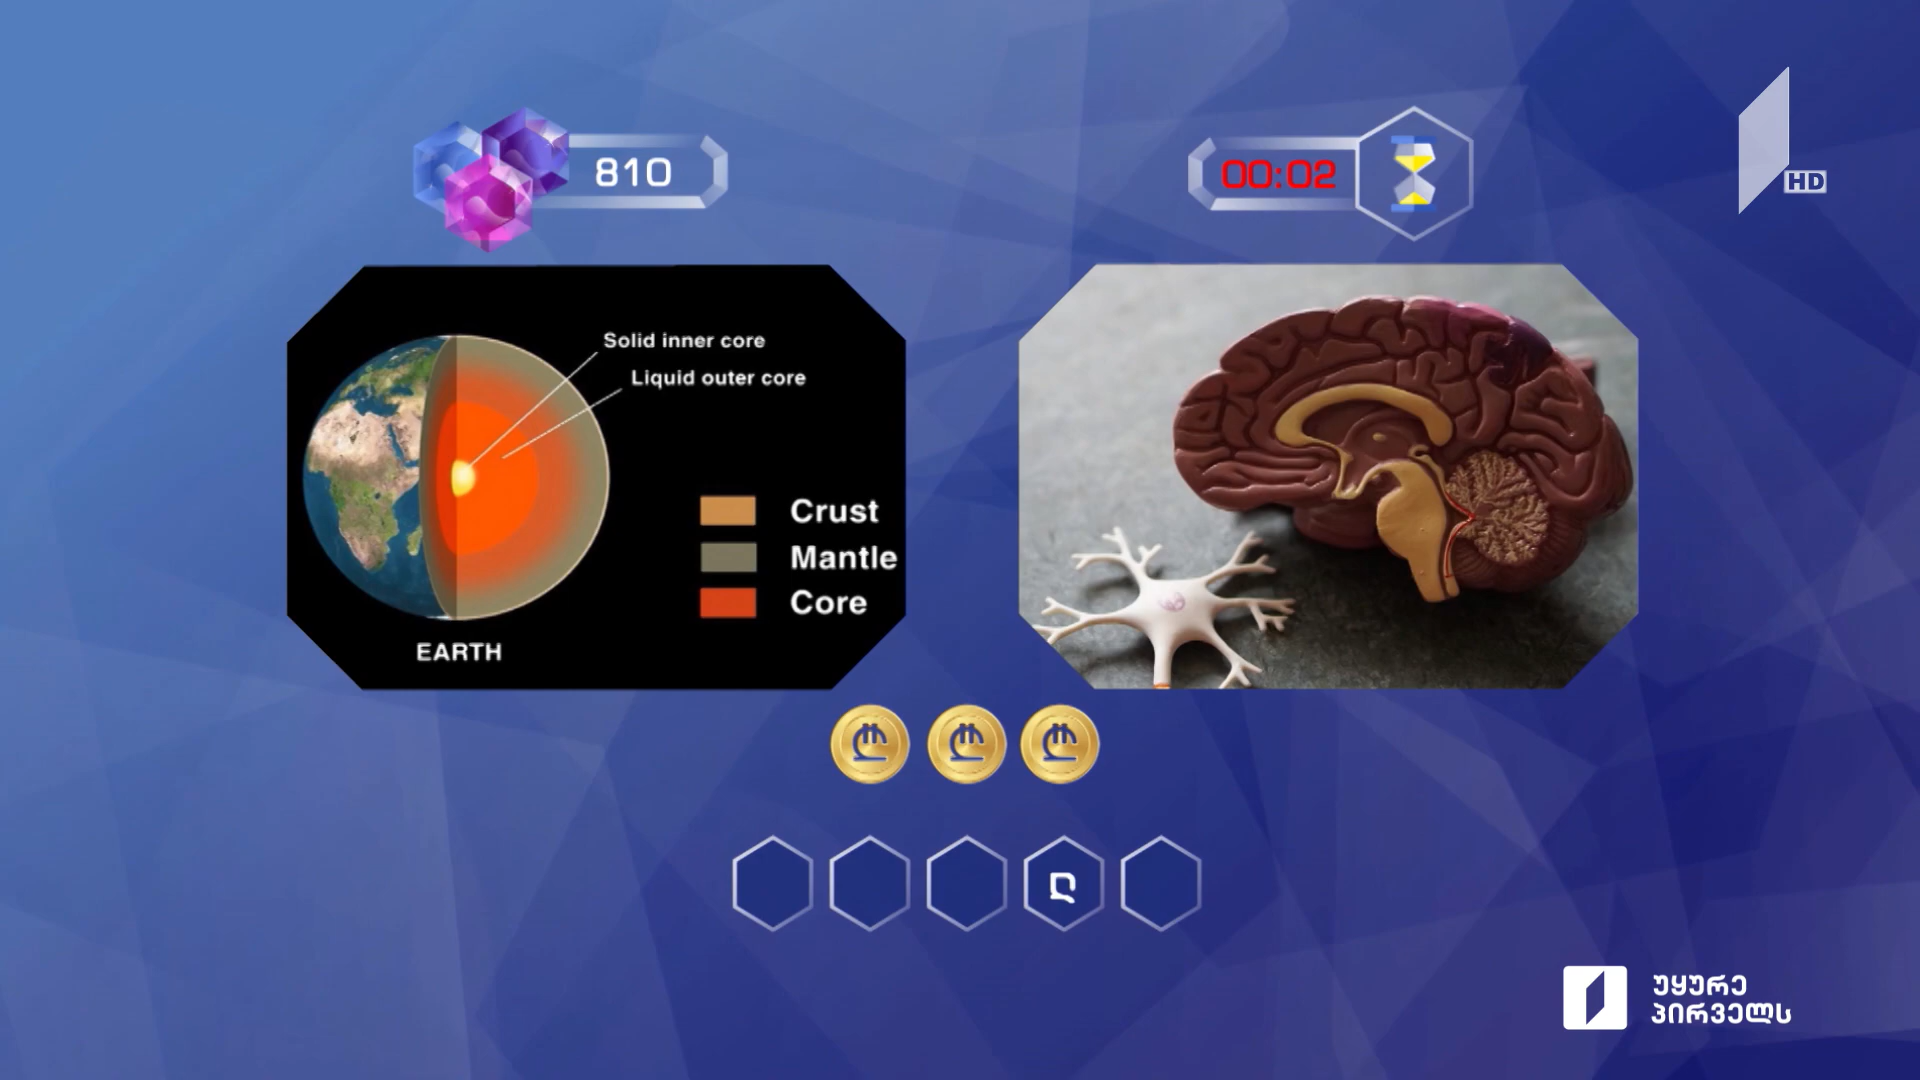 810
00:02
HD
Solid inner core
Liquid outer core
Crust
Mantle
Core
EARTH
₾ ₾ ₾
დ
უყურე
პირველს